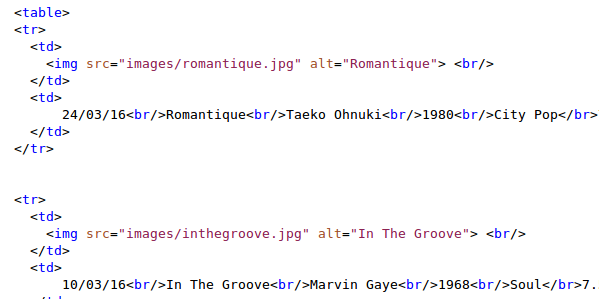 <table>
<tr>
<td>
<img src="images/romantique.jpg" alt="Romantique"> <br/>
</td>
<td>
24/03/16<br/>Romantique<br/>Taeko Ohnuki<br/>1980<br/>City Pop</br>
</td>
</tr>
<tr>
<td>
<img src="images/inthegroove.jpg" alt="In The Groove"> <br/>
</td>
<td>
10/03/16<br/>In The Groove<br/>Marvin Gaye<br/>1968<br/>Soul</br>7.